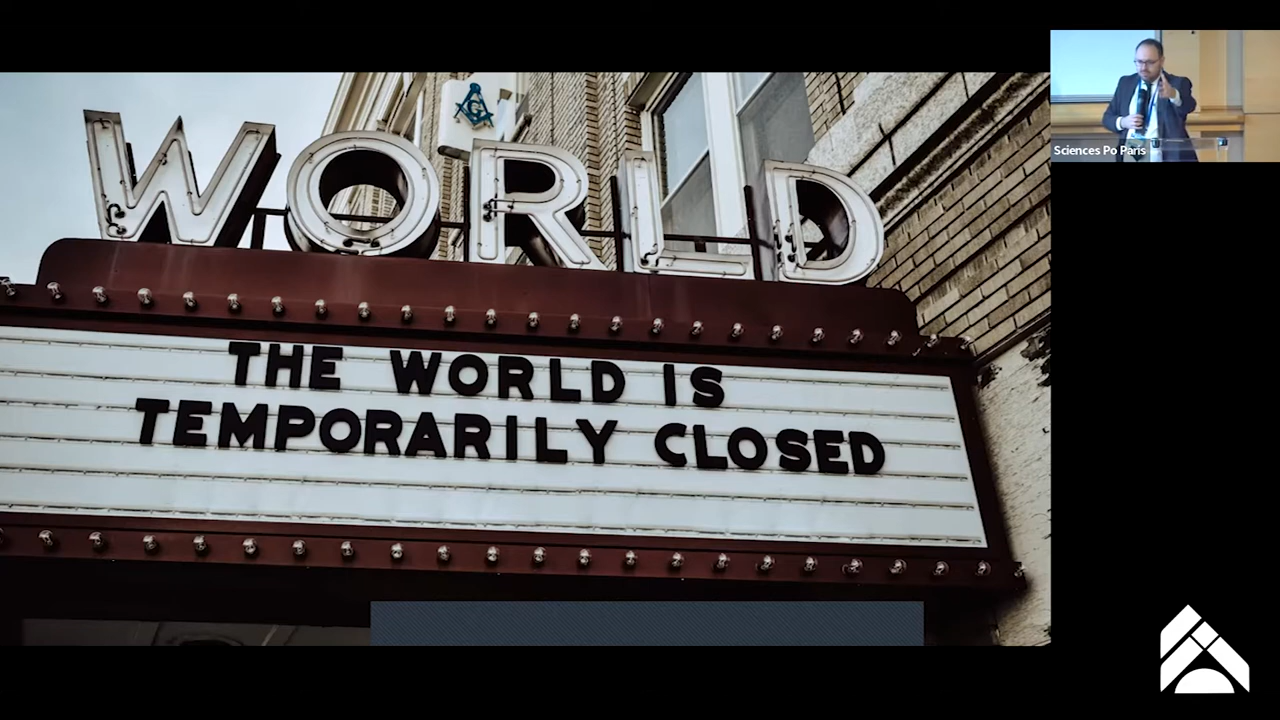 G
WORLD
THE WORLD IS
TEMPORARILY CLOSED
Sciences Po Paris